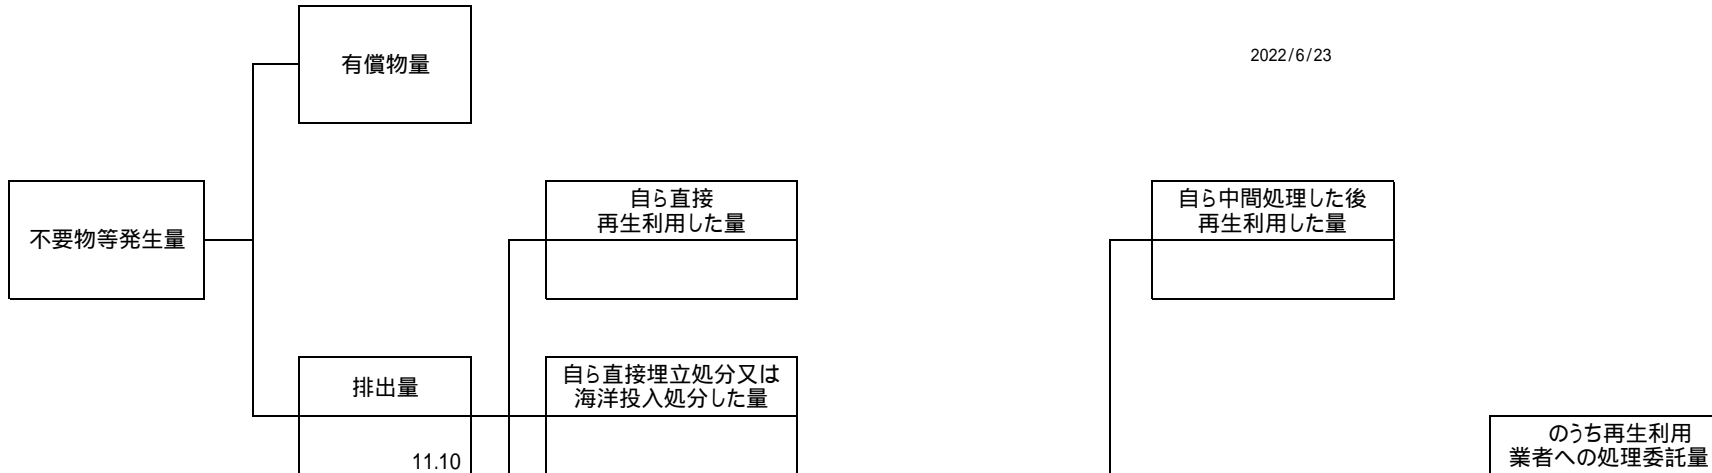 有償物量
2022/6/23
不要物等発生量
自ら直接
再生利用した量
自ら中間処理した後
再生利用した量
排出量
11.10
自ら直接埋立処分又は
海洋投入処分した量
のうち再生利用
業者への処理委託量